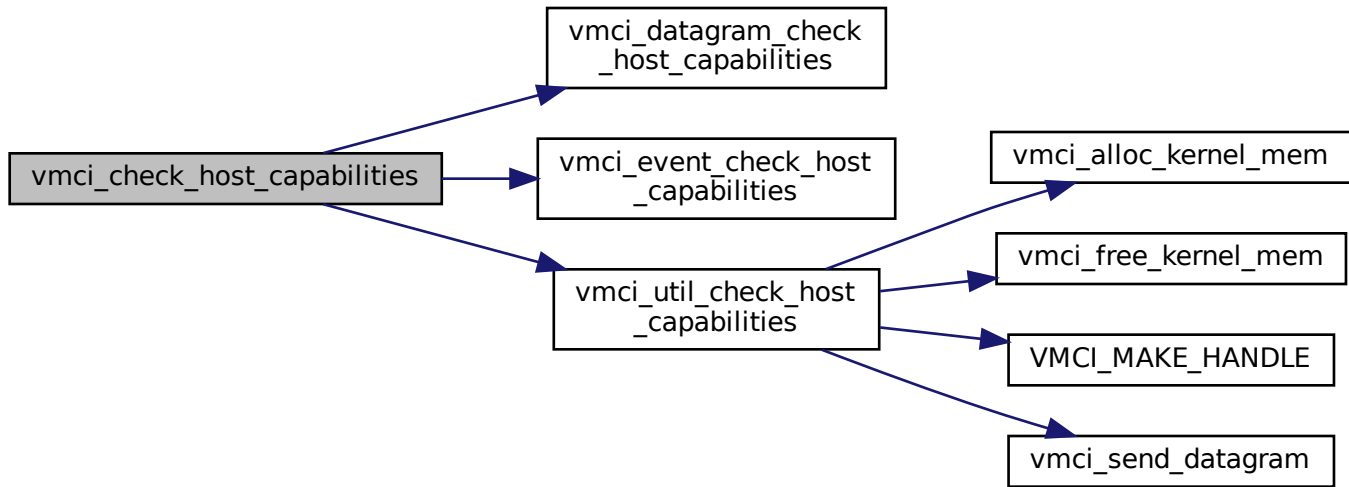 vmci_check_host_capabilities
vmci_datagram_check
_host_capabilities
vmci_event_check_host
_capabilities
vmci_util_check_host
_capabilities
vmci_alloc_kernel_mem
vmci_free_kernel_mem
VMCI_MAKE_HANDLE
vmci_send_datagram